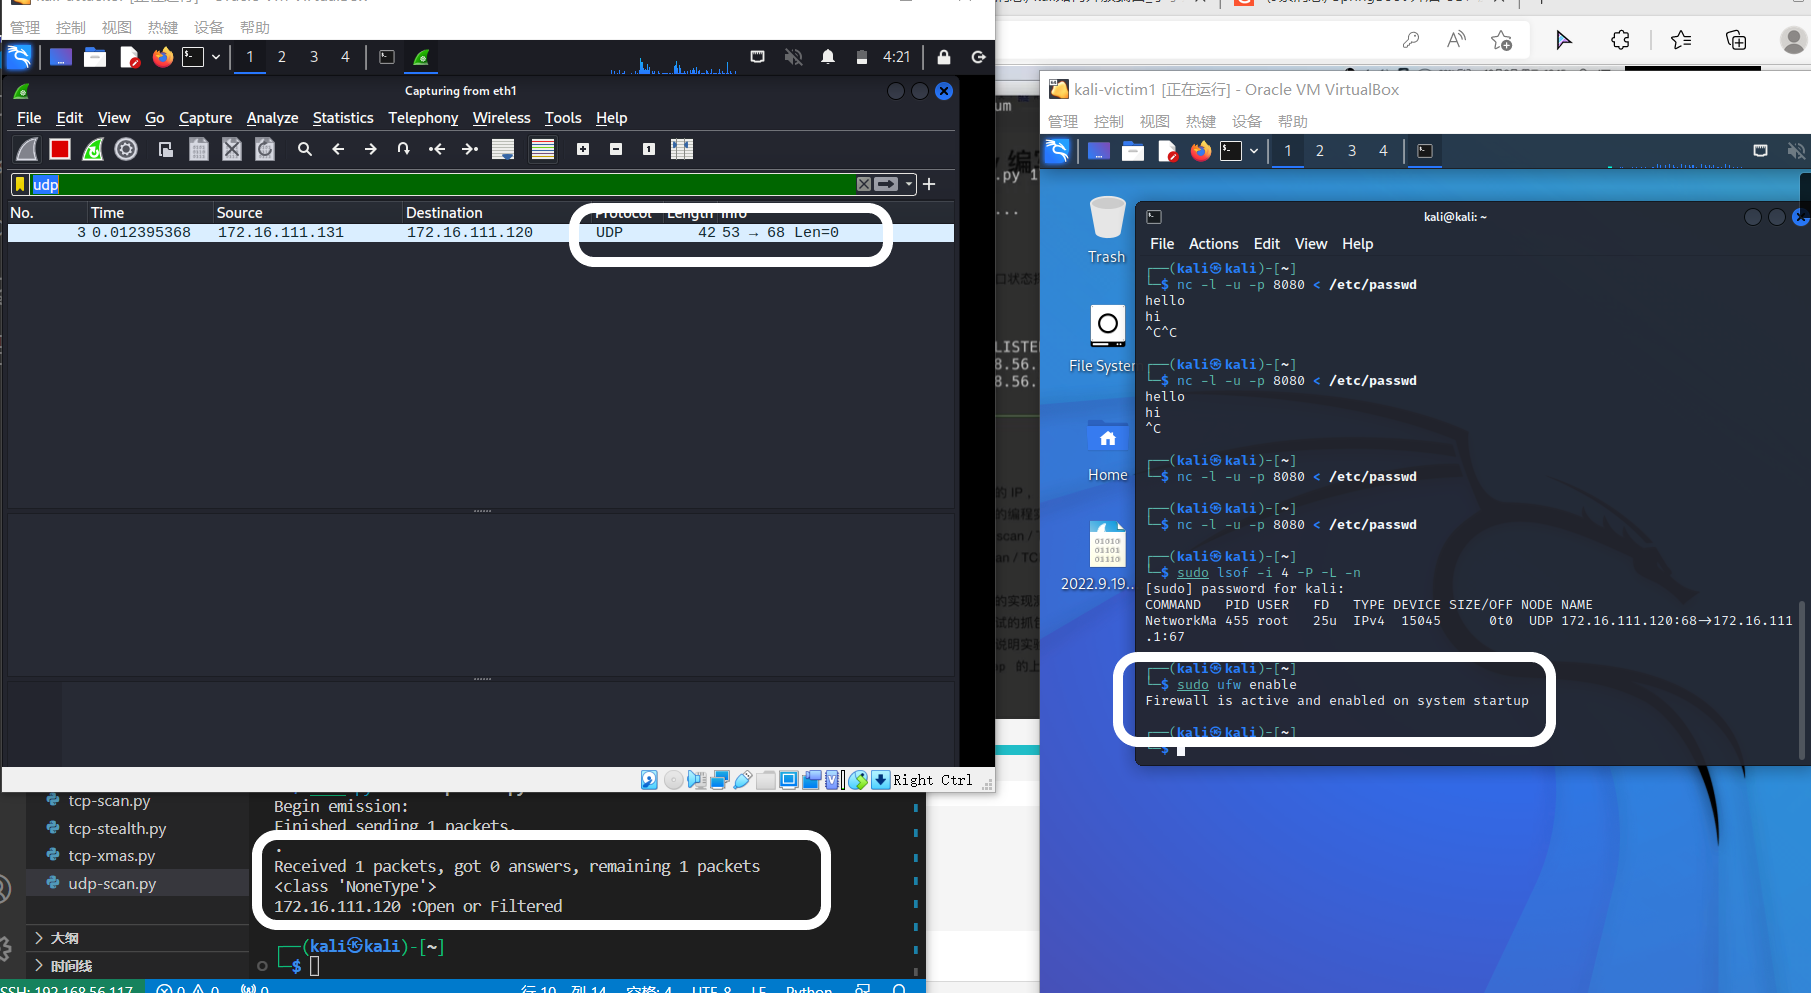 管理 控制 视图 热键 设备 帮助
1 2 3 4
4:21
Capturing from eth1
File Edit View Go Capture Analyze Statistics Telephony Wireless Tools Help
udp
No. Time Source Destination Protocol Length Info
3 0.012395368 172.16.111.131 172.16.111.120 UDP 42 53 → 68 Len=0
Right Ctrl
tcp-scan.py
tcp-stealth.py
tcp-xmas.py
udp-scan.py
大纲
时间线
Begin emission:
Finished sending 1 packets.
.
Received 1 packets, got 0 answers, remaining 1 packets
<class 'NoneType'>
172.16.111.120 :Open or Filtered
┌──(kali㉿kali)-[~]
└─$
SSH: 192.168.56.117
0 0 0
行 10, 列 14 空格: 4 UTF-8 LF Python
kali-victim1 [正在运行] - Oracle VM VirtualBox
管理 控制 视图 热键 设备 帮助
1 2 3 4
Trash
File System
Home
2022.9.19...
kali@kali: ~
File Actions Edit View Help
┌──(kali㉿kali)-[~]
└─$ nc -l -u -p 8080 < /etc/passwd
hello
hi
^C^C
┌──(kali㉿kali)-[~]
└─$ nc -l -u -p 8080 < /etc/passwd
hello
hi
^C
┌──(kali㉿kali)-[~]
└─$ nc -l -u -p 8080 < /etc/passwd
┌──(kali㉿kali)-[~]
└─$ nc -l -u -p 8080 < /etc/passwd
┌──(kali㉿kali)-[~]
└─$ sudo lsof -i 4 -P -L -n
[sudo] password for kali:
COMMAND PID USER FD TYPE DEVICE SIZE/OFF NODE NAME
NetworkMa 455 root 25u IPv4 15045 0t0 UDP 172.16.111.120:68→172.16.111
.1:67
┌──(kali㉿kali)-[~]
└─$ sudo ufw enable
Firewall is active and enabled on system startup
┌──(kali㉿kali)-[~]
└─$